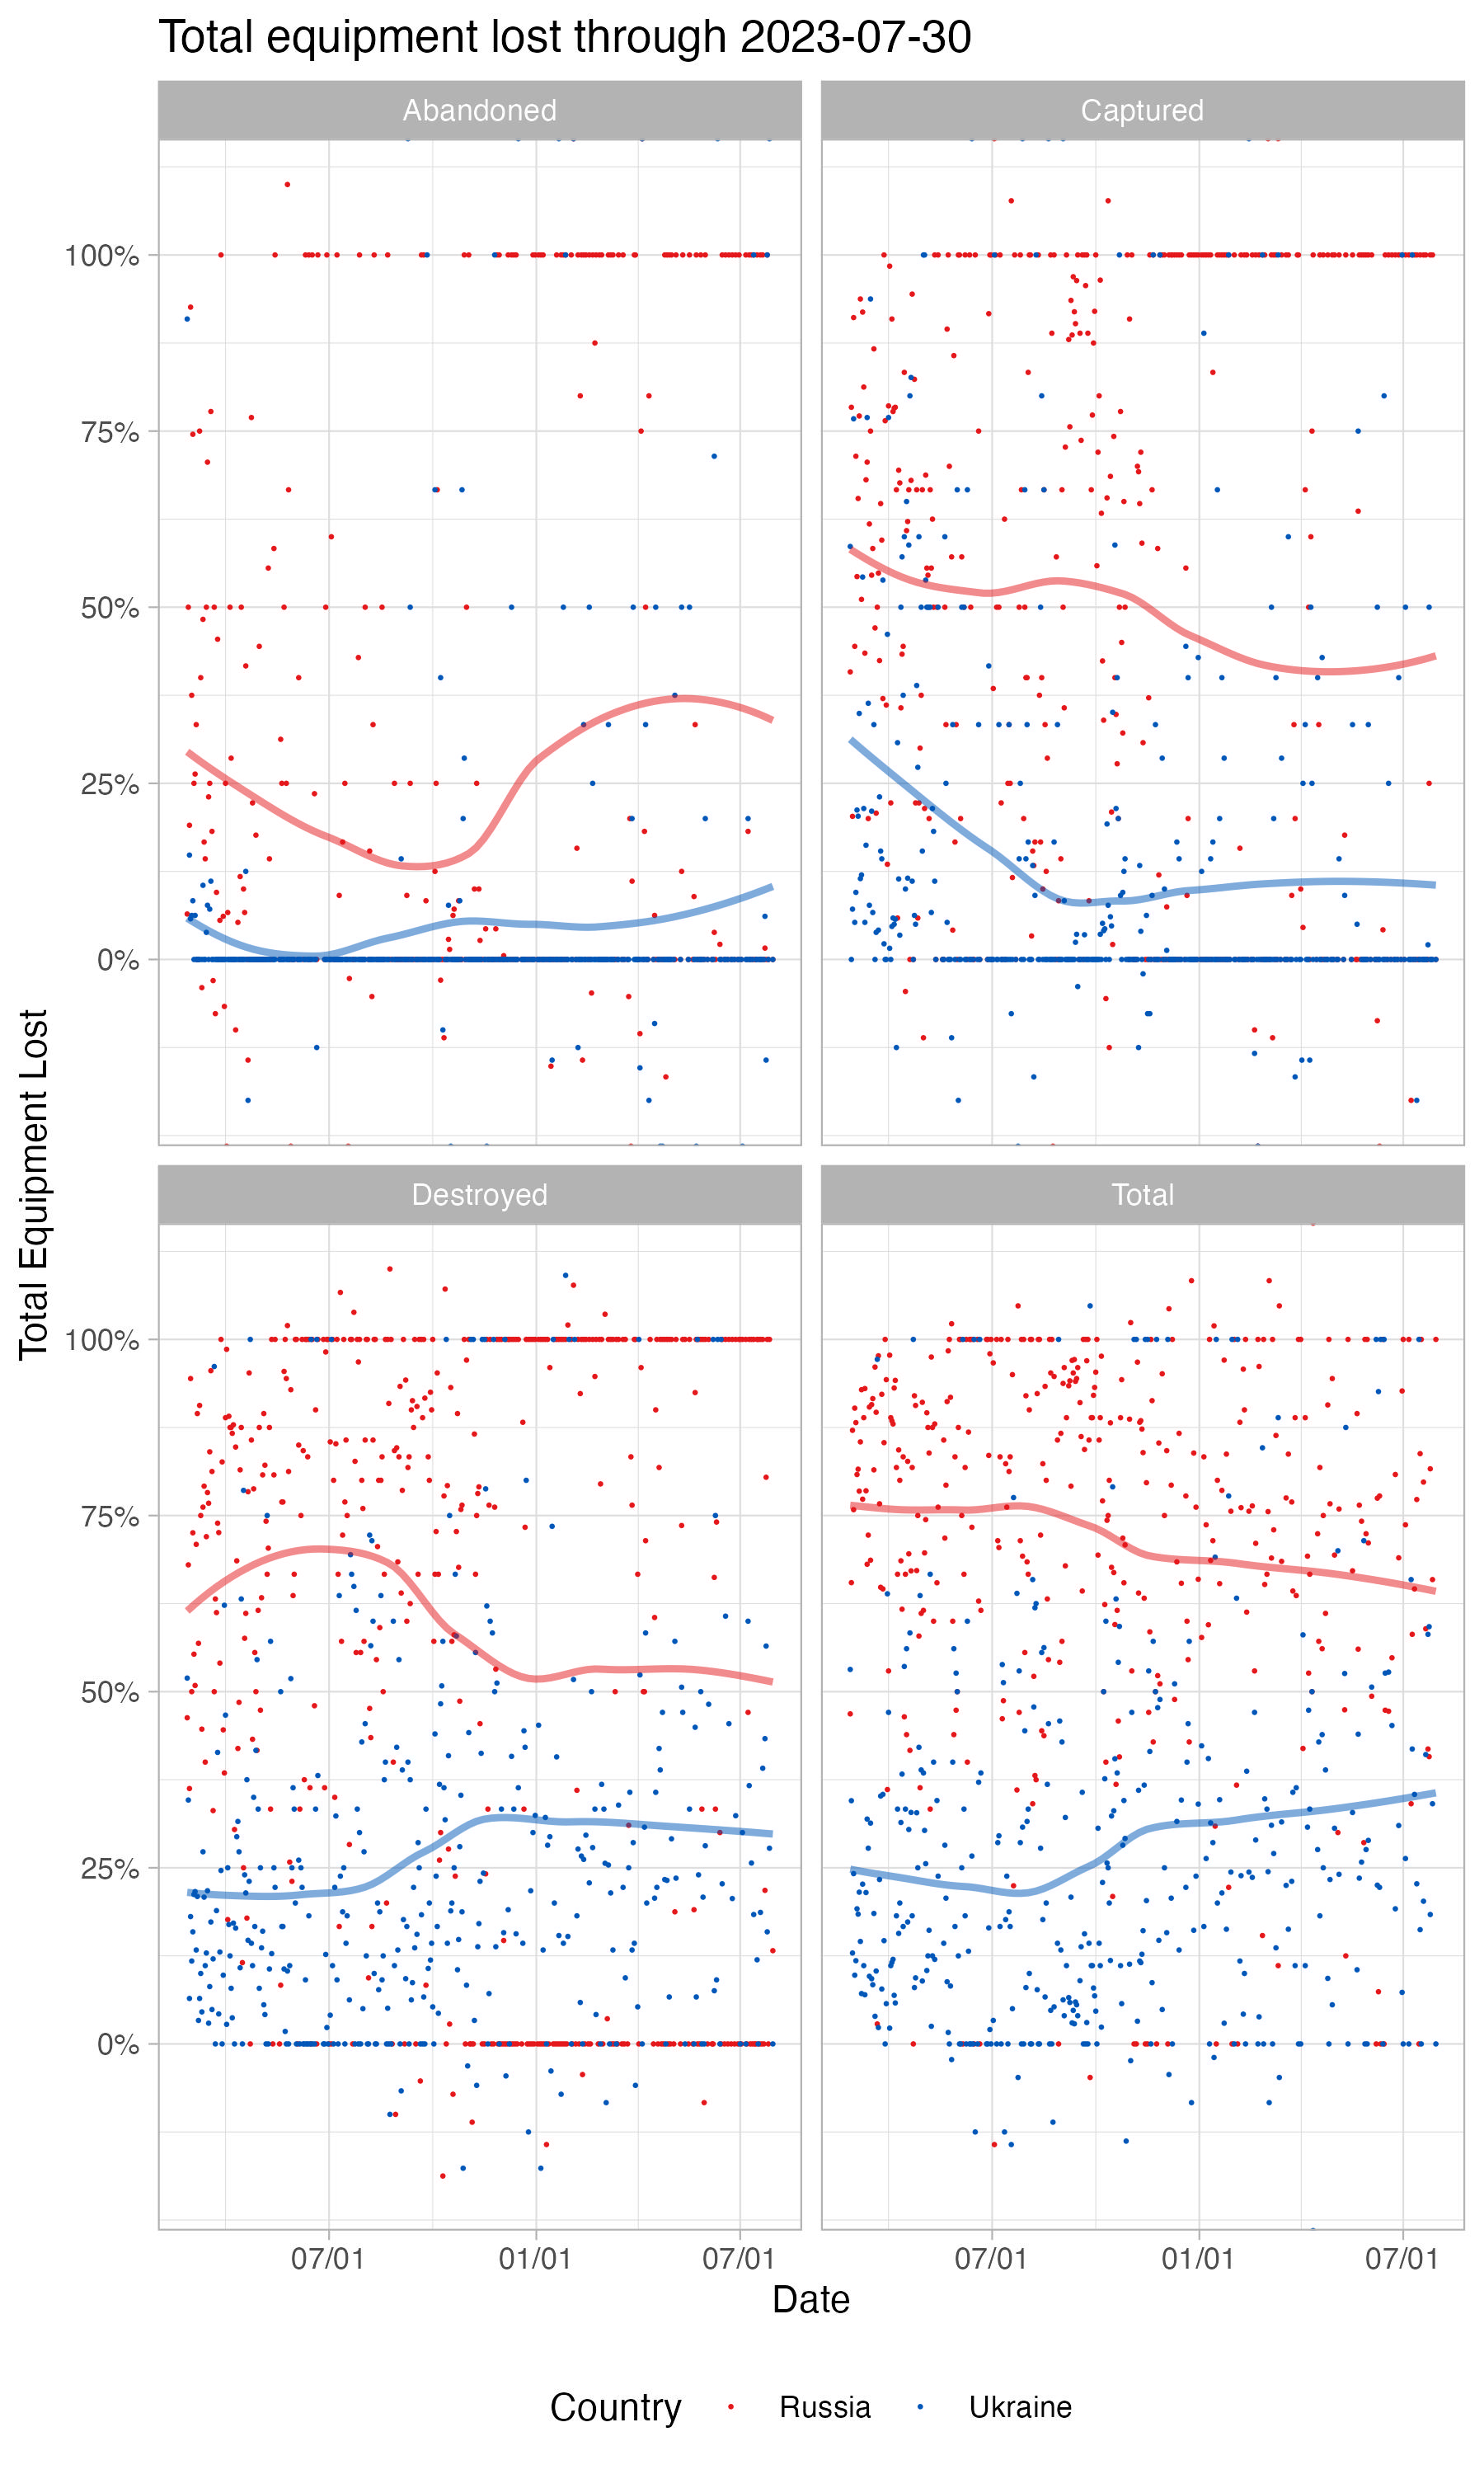 Total equipment lost through 2023-07-30
Abandoned
Captured
100%
75%
50%
25%
0%
Total Equipment Lost
Destroyed
Total
100%
75%
50%
25%
0%
07/01 01/01 07/01
07/01 01/01 07/01
Date
Country Russia Ukraine